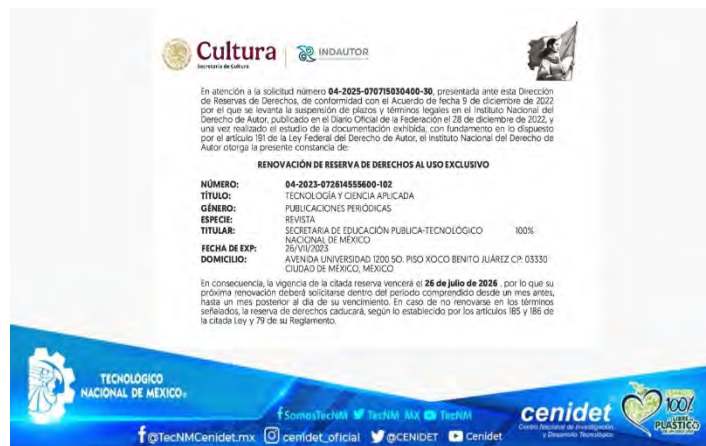 Cultura
Secretaría de Cultura
INDAUTOR
En atención a la solicitud número 04-2025-070715030400-30, presentada ante esta Dirección
de Reservas de Derechos, de conformidad con el Acuerdo de fecha 9 de diciembre de 2022
por el que se levanta la suspensión de plazos y términos legales en el Instituto Nacional del
Derecho de Autor, publicado en el Diario Oficial de la Federación el 28 de diciembre de 2022, y
una vez realizado el estudio de la documentación exhibida, con fundamento en lo dispuesto
por el artículo 191 de la Ley Federal del Derecho de Autor, el Instituto Nacional del Derecho de
Autor otorga la presente constancia de:
RENOVACIÓN DE RESERVA DE DERECHOS AL USO EXCLUSIVO
NÚMERO: 04-2023-072614555600-102
TÍTULO: TECNOLOGÍA Y CIENCIA APLICADA
GÉNERO: PUBLICACIONES PERIÓDICAS
ESPECIE: REVISTA
TITULAR: SECRETARIA DE EDUCACIÓN PUBLICA-TECNOLÓGICO 100%
NACIONAL DE MÉXICO
FECHA DE EXP: 26/VII/2023
DOMICILIO: AVENIDA UNIVERSIDAD 1200 5O. PISO XOCO BENITO JUÁREZ CP: 03330
CIUDAD DE MÉXICO, MEXICO
En consecuencia, la vigencia de la citada reserva vencerá el 26 de julio de 2026 , por lo que su
próxima renovación deberá solicitarse dentro del periodo comprendido desde un mes antes,
hasta un mes posterior al día de su vencimiento. En caso de no renovarse en los términos
señalados, la reserva de derechos caducará, según lo establecido por los artículos 185 y 186 de
la citada Ley y 79 de su Reglamento.
TECNOLÓGICO
NACIONAL DE MÉXICO®
SomosTecNM TecNM_MX TecNM
@TecNMCenidet.mx cenidet_oficial @CENIDET Cenidet
cenidet
Centro Nacional de Investigación
y Desarrollo Tecnológico
ESPACIO
100%
LIBRE DE
PLÁSTICO